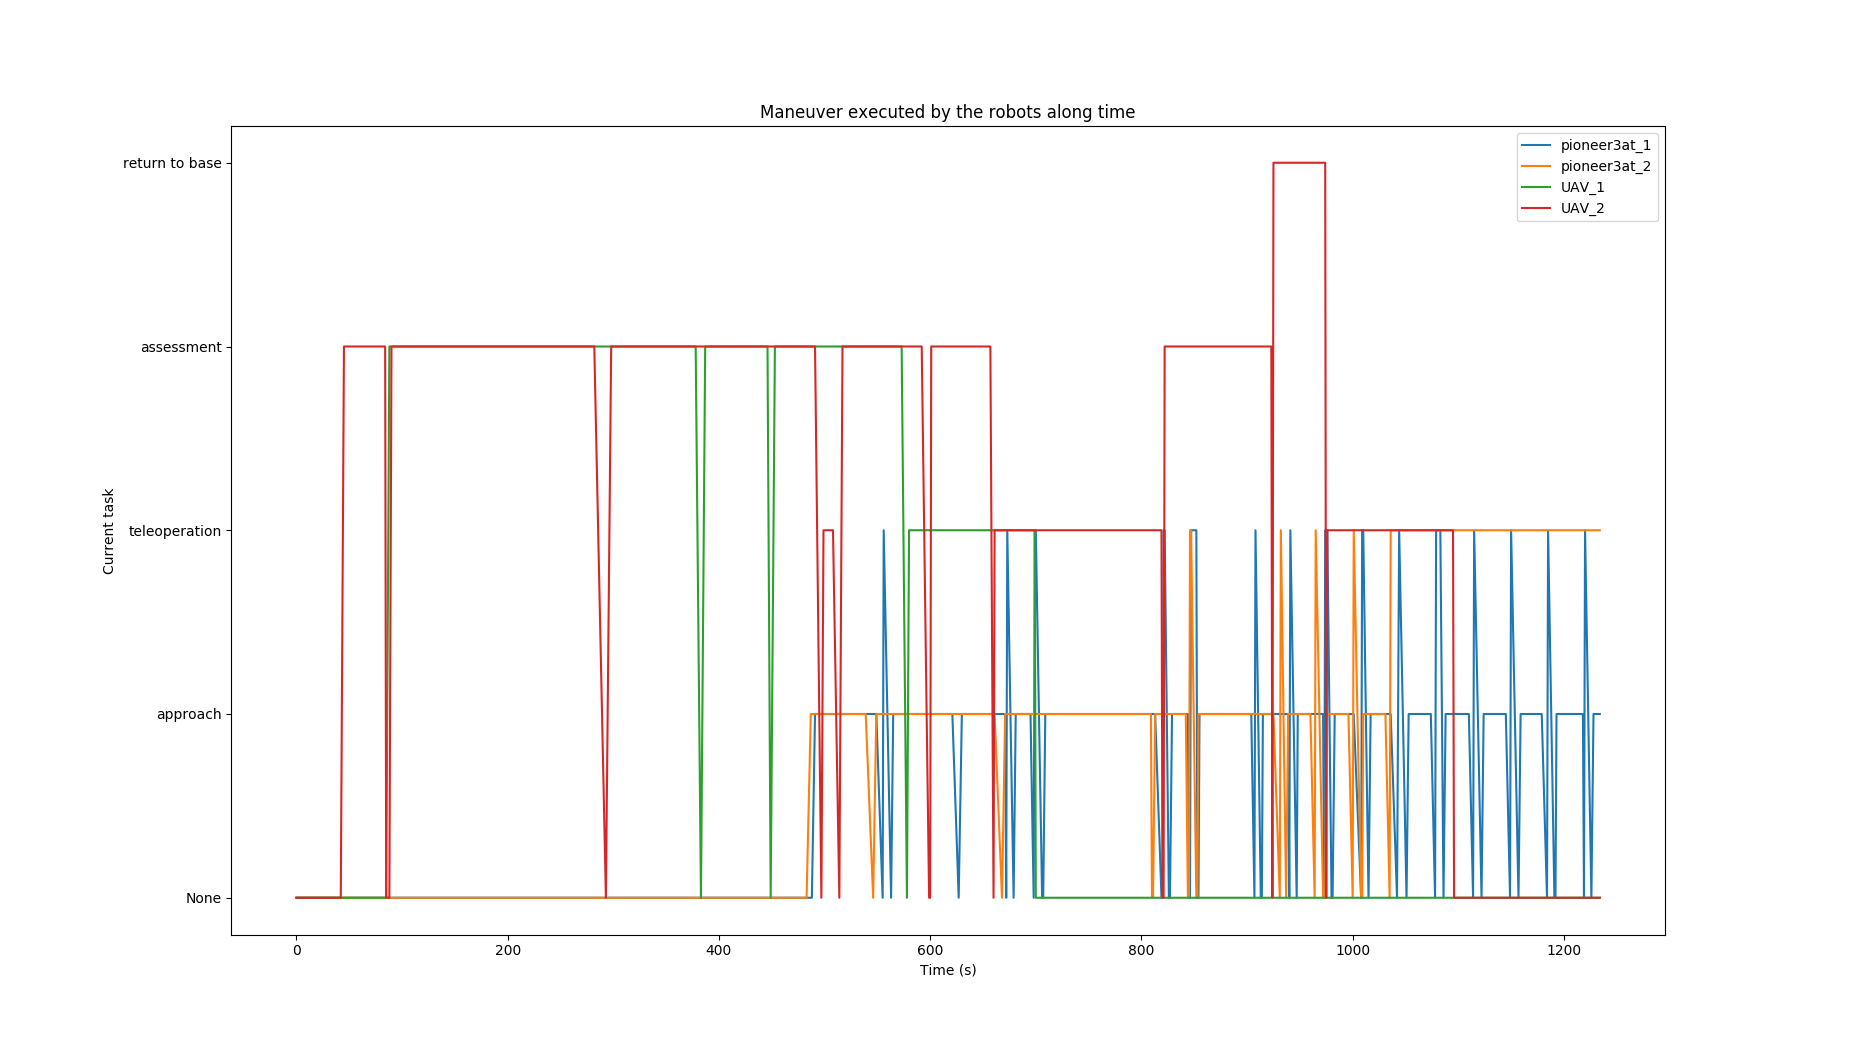 Maneuver executed by the robots along time
return to base
assessment
teleoperation
approach
None
Current task
0 200 400 600 800 1000 1200
Time (s)
pioneer3at_1
pioneer3at_2
UAV_1
UAV_2